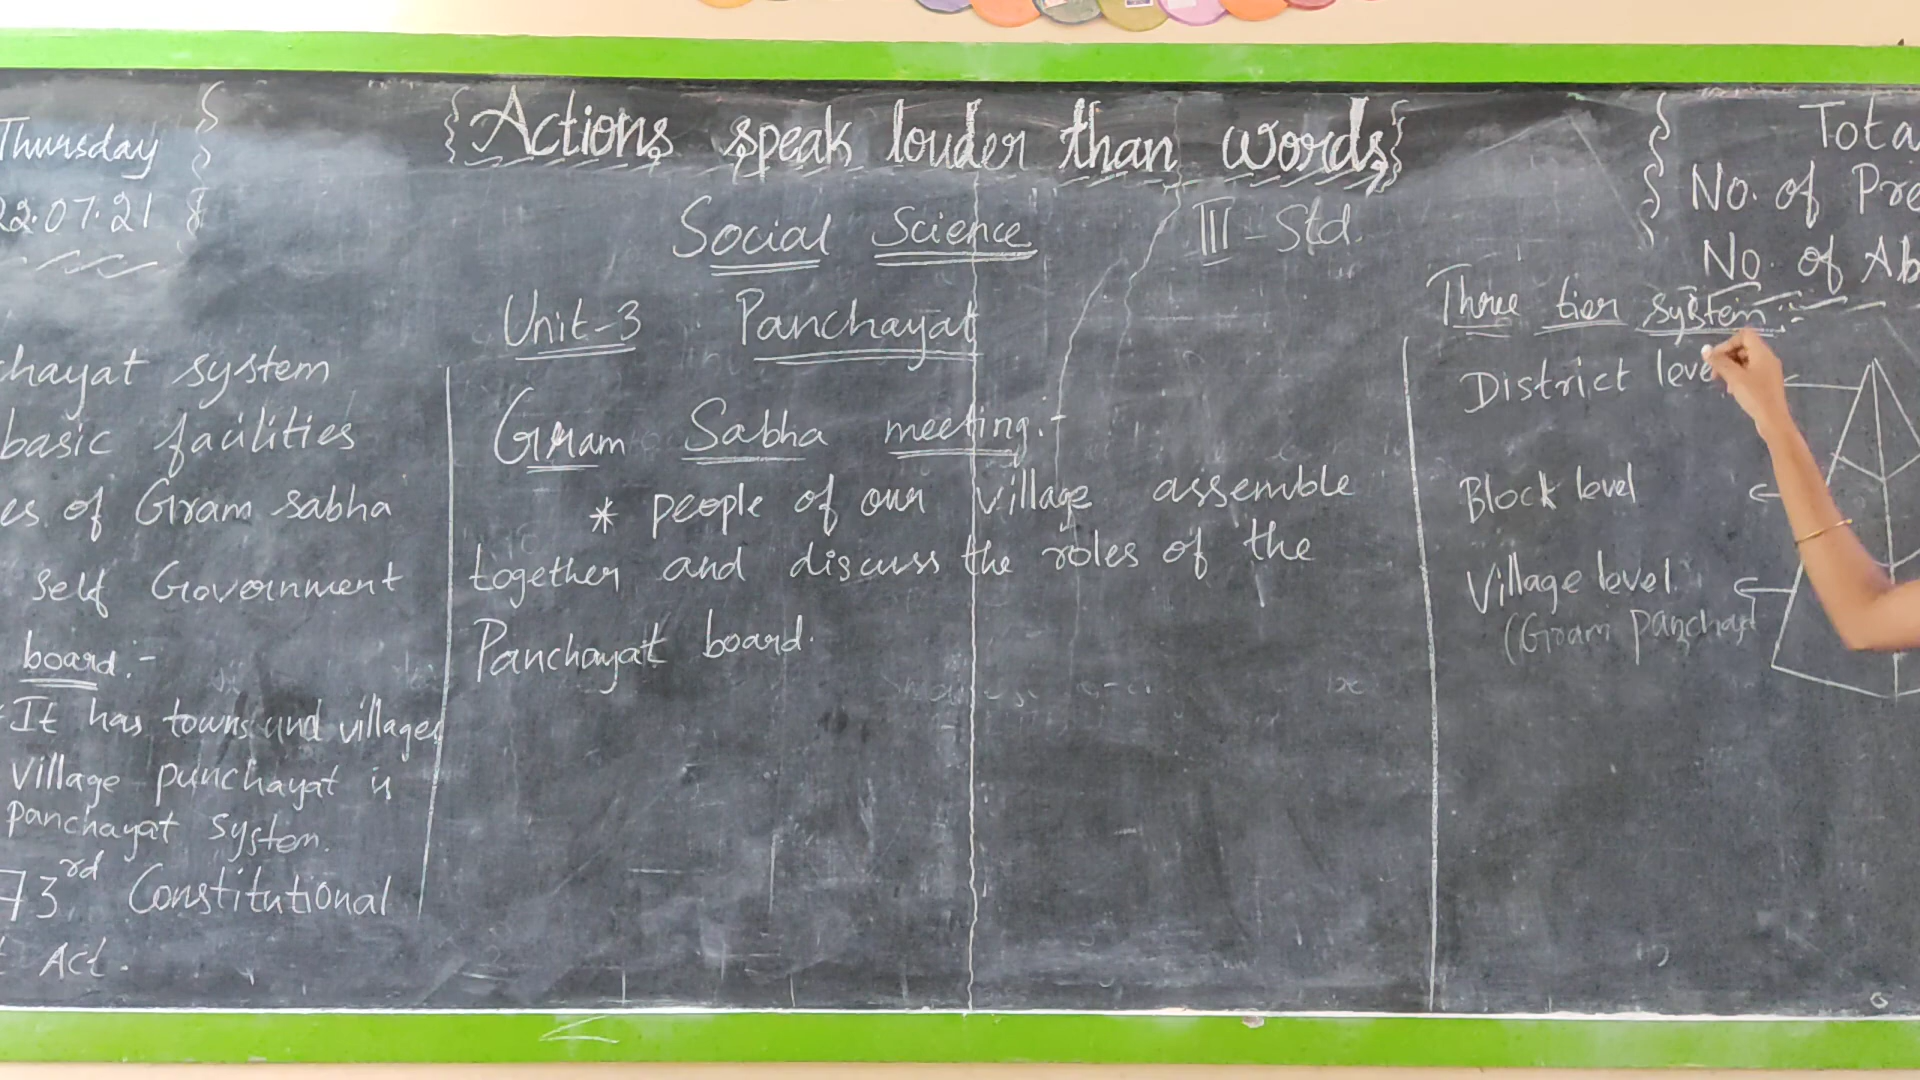 Thursday
22.07.21
Actions speak louder than words
Social Science III - Std.
Unit-3 Panchayat
chayat system
basic facilities
es of Gram sabha
Self Government
board:-
It has towns and villages
Village punchayat is
Panchayat System.
73rd Constitutional
t Act.
Gram Sabha meeting:-
* people of our village assemble
together and discuss the roles of the
Panchayat board.
Tota
No. of Pre
No. of Ab
Three tier system:-
District leve
Block level
Village level.
(Gram panchayt